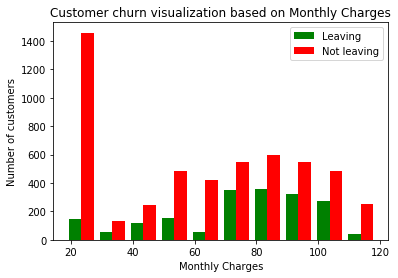 Customer churn visualization based on Monthly Charges
Leaving
Not leaving
1400
1200
1000
800
600
400
200
0
Number of customers
20
40
60
80
100
120
Monthly Charges